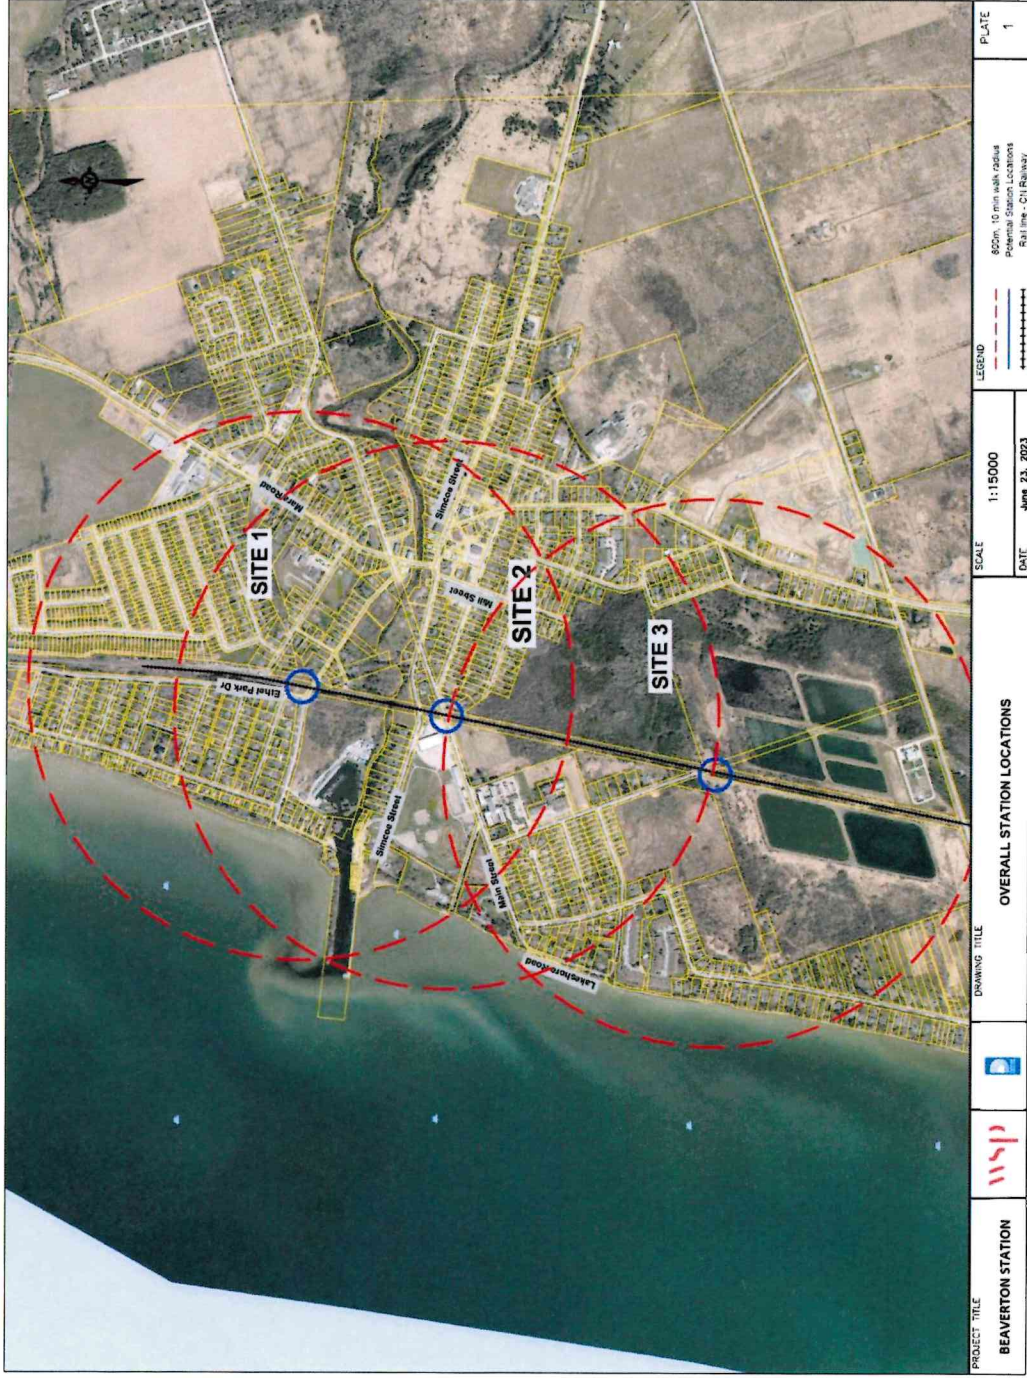 SITE 1
Mara Road
Ethel Park Dr
Simcoe Street
Mill Street
SITE 2
Simcoe Street
Main Street
SITE 3
Lakeshore Road
PROJECT TITLE
BEAVERTON STATION
wsp
DRAWING TITLE
OVERALL STATION LOCATIONS
SCALE
1:15000
DATE
June 23, 2023
LEGEND
800m, 10 min walk radius
Potential Station Locations
Rail line - CN Railway
PLATE
1